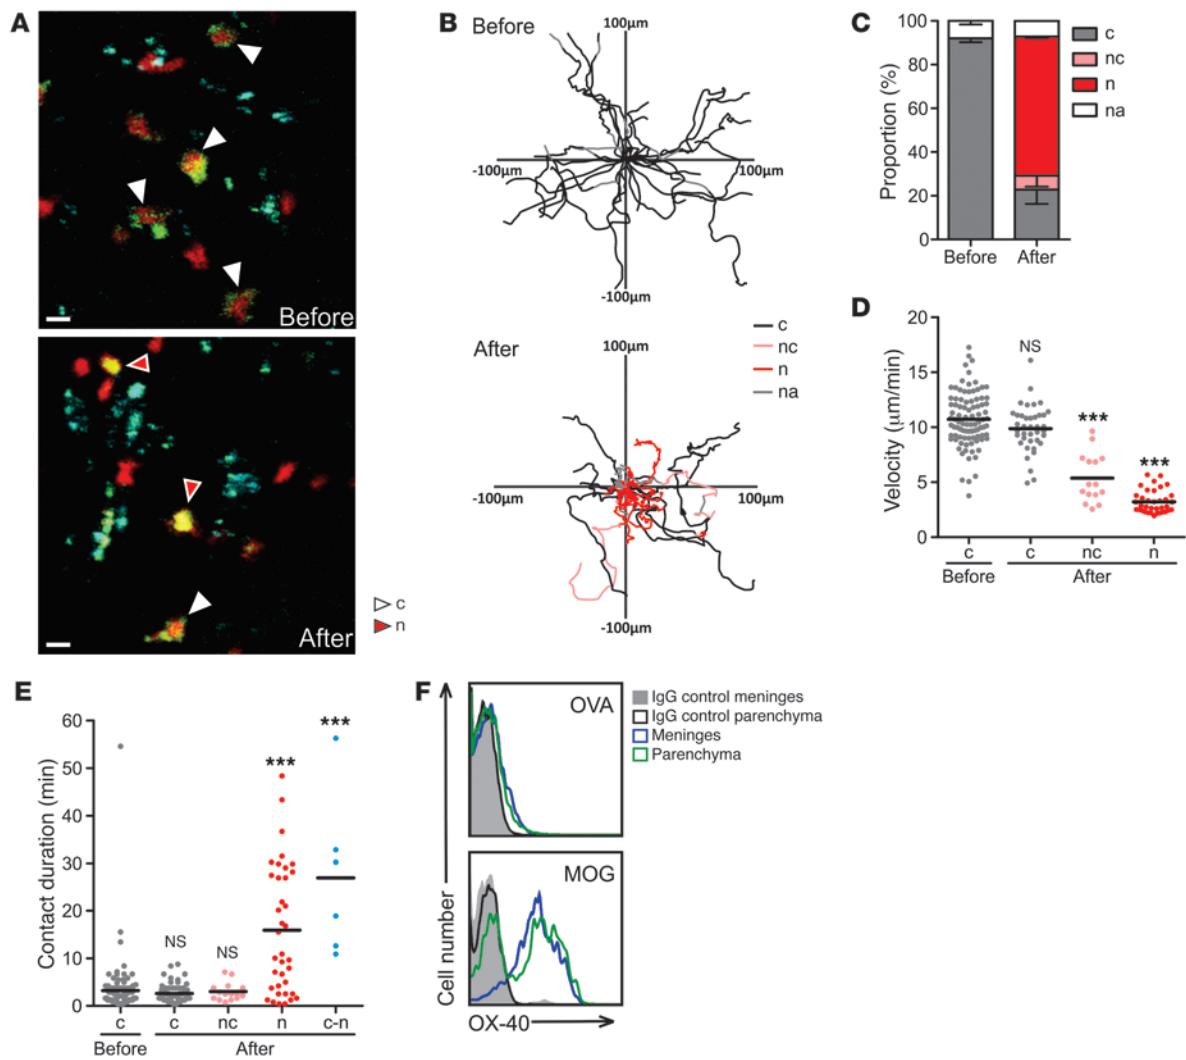 A
Before
After
c
n
B
Before
100μm
-100μm
100μm
-100μm
After
100μm
-100μm
100μm
-100μm
c
nc
n
na
C
Proportion (%)
100
80
60
40
20
0
Before
After
c
nc
n
na
D
Velocity (μm/min)
20
15
10
5
0
NS
***
***
c
c
nc
n
Before
After
E
Contact duration (min)
60
50
40
30
20
10
0
NS
NS
***
***
c
c
nc
n
c-n
Before
After
F
OVA
MOG
Cell number
OX-40
IgG control meninges
IgG control parenchyma
Meninges
Parenchyma